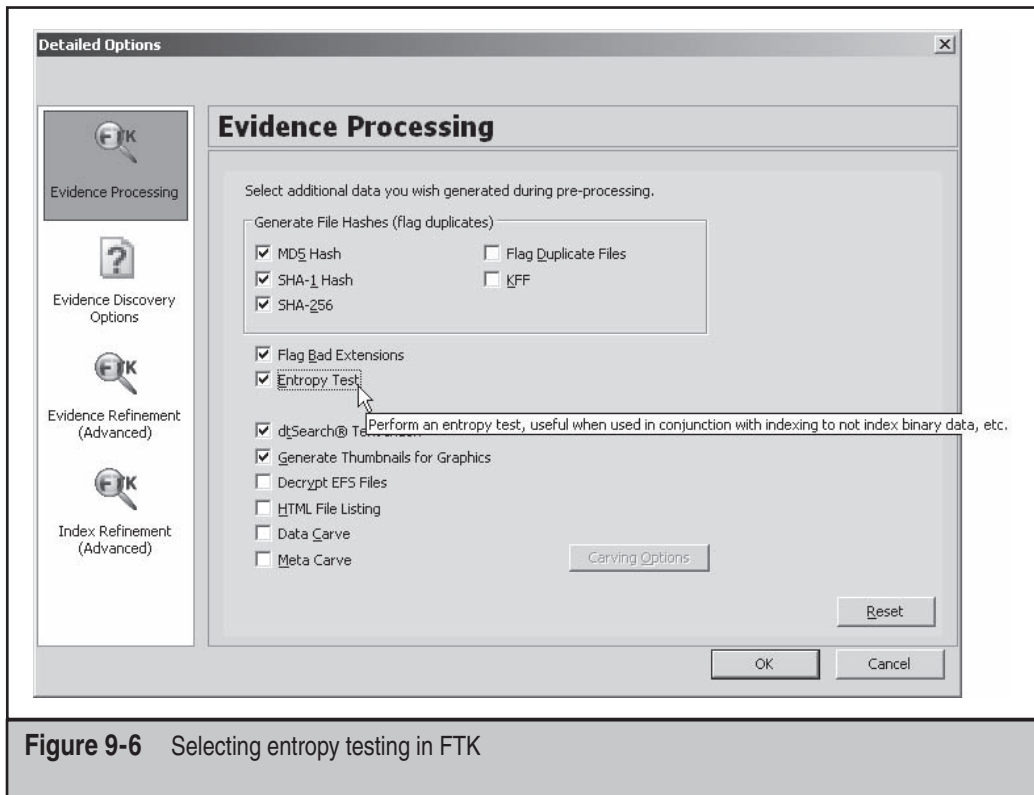 Detailed Options
FTK
Evidence Processing
Evidence Discovery
Options
FTK
Evidence Refinement
(Advanced)
FTK
Index Refinement
(Advanced)
Evidence Processing
Select additional data you wish generated during pre-processing.
Generate File Hashes (flag duplicates)
MD5 Hash
Flag Duplicate Files
SHA-1 Hash
KFF
SHA-256
Flag Bad Extensions
Entropy Test
Perform an entropy test, useful when used in conjunction with indexing to not index binary data, etc.
dtSearch®
Generate Thumbnails for Graphics
Decrypt EFS Files
HTML File Listing
Data Carve
Meta Carve
Carving Options
Reset
OK
Cancel
Figure 9-6 Selecting entropy testing in FTK